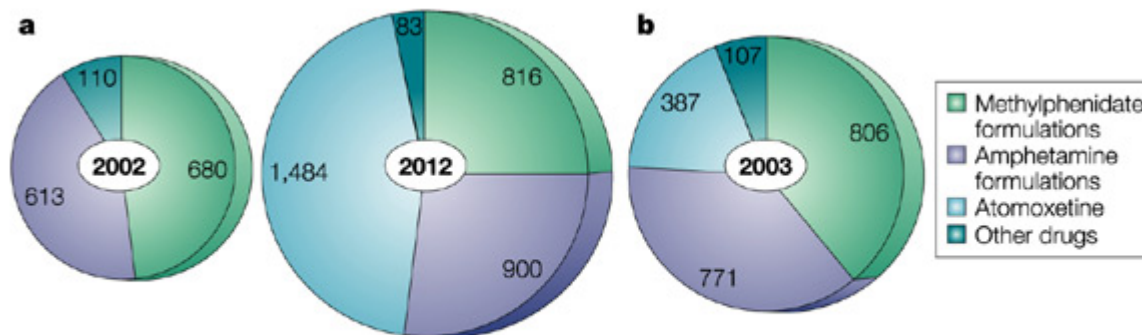 a
110
680
613
2002
83
816
1,484
900
2012
b
107
387
806
771
2003
Methylphenidate
formulations
Amphetamine
formulations
Atomoxetine
Other drugs